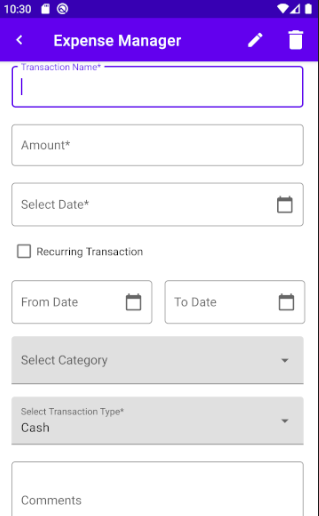 10:30
Expense Manager
Transaction Name*
Amount*
Select Date*
Recurring Transaction
From Date
To Date
Select Category
Select Transaction Type*
Cash
Comments